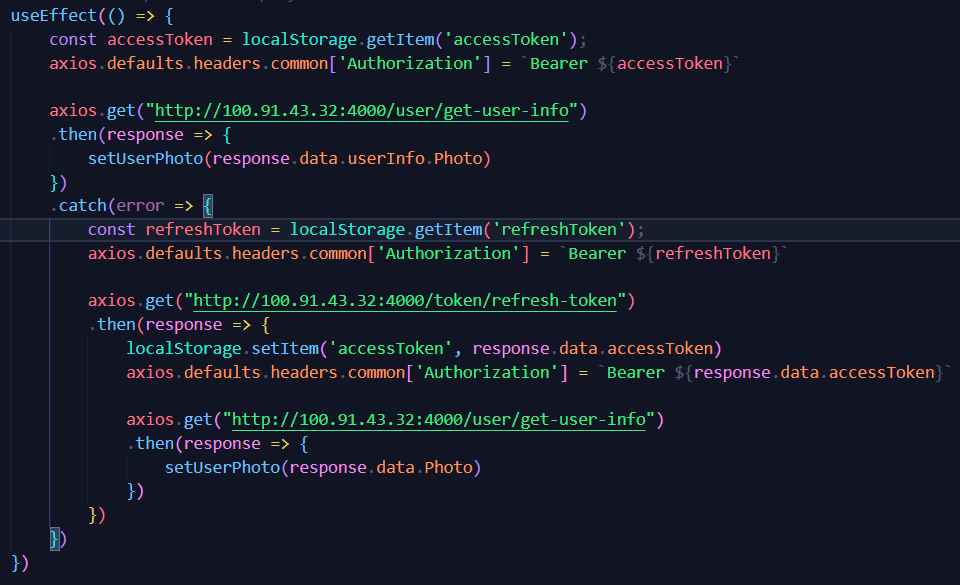 useEffect(() => {
    const accessToken = localStorage.getItem('accessToken');
    axios.defaults.headers.common['Authorization'] = `Bearer ${accessToken}`

    axios.get("http://100.91.43.32:4000/user/get-user-info")
    .then(response => {
        setUserPhoto(response.data.userInfo.Photo)
    })
    .catch(error => {
        const refreshToken = localStorage.getItem('refreshToken');
        axios.defaults.headers.common['Authorization'] = `Bearer ${refreshToken}`

        axios.get("http://100.91.43.32:4000/token/refresh-token")
        .then(response => {
            localStorage.setItem('accessToken', response.data.accessToken)
            axios.defaults.headers.common['Authorization'] = `Bearer ${response.data.accessToken}`

            axios.get("http://100.91.43.32:4000/user/get-user-info")
            .then(response => {
                setUserPhoto(response.data.Photo)
            })
        })
    })
})